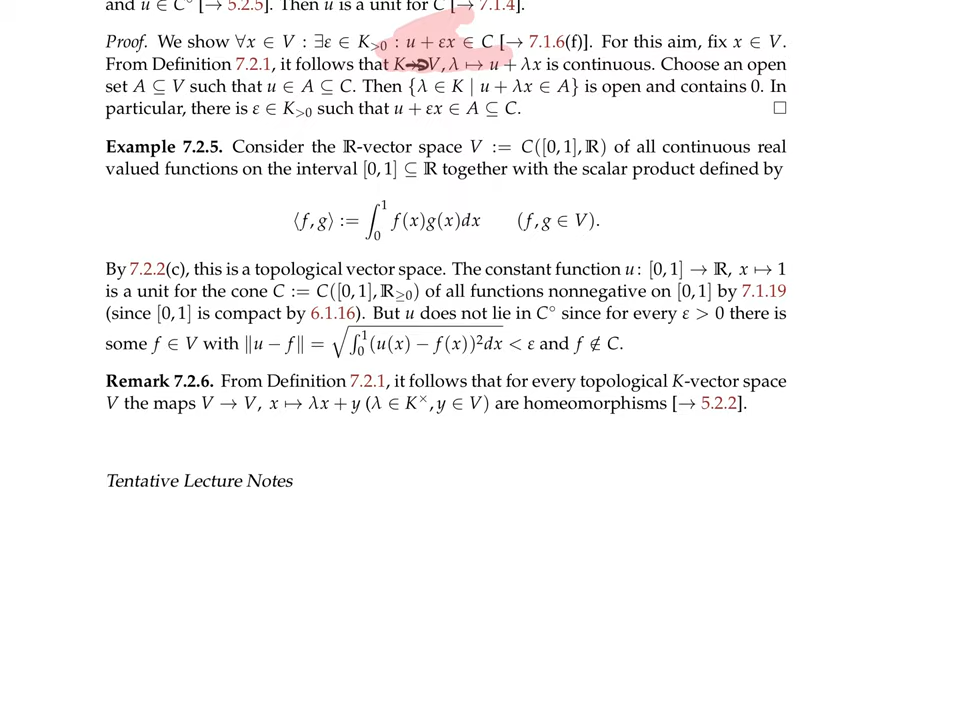 and u ∈ C° [→ 5.2.5]. Then u is a unit for C [→ 7.1.4].
Proof. We show ∀x ∈ V : ∃ε ∈ K>0 : u + εx ∈ C [→ 7.1.6(f)]. For this aim, fix x ∈ V.
From Definition 7.2.1, it follows that K → V, λ ↦ u + λx is continuous. Choose an open
set A ⊆ V such that u ∈ A ⊆ C. Then {λ ∈ K | u + λx ∈ A} is open and contains 0. In
particular, there is ε ∈ K>0 such that u + εx ∈ A ⊆ C. □
Example 7.2.5. Consider the ℝ-vector space V := C([0, 1], ℝ) of all continuous real
valued functions on the interval [0, 1] ⊆ ℝ together with the scalar product defined by
⟨f, g⟩ := ∫₀¹ f(x)g(x)dx (f, g ∈ V).
By 7.2.2(c), this is a topological vector space. The constant function u : [0, 1] → ℝ, x ↦ 1
is a unit for the cone C := C([0, 1], ℝ≥0) of all functions nonnegative on [0, 1] by 7.1.19
(since [0, 1] is compact by 6.1.16). But u does not lie in C° since for every ε > 0 there is
some f ∈ V with ‖u − f‖ = √∫₀¹(u(x) − f(x))²dx < ε and f ∉ C.
Remark 7.2.6. From Definition 7.2.1, it follows that for every topological K-vector space
V the maps V → V, x ↦ λx + y (λ ∈ K×, y ∈ V) are homeomorphisms [→ 5.2.2].
Tentative Lecture Notes